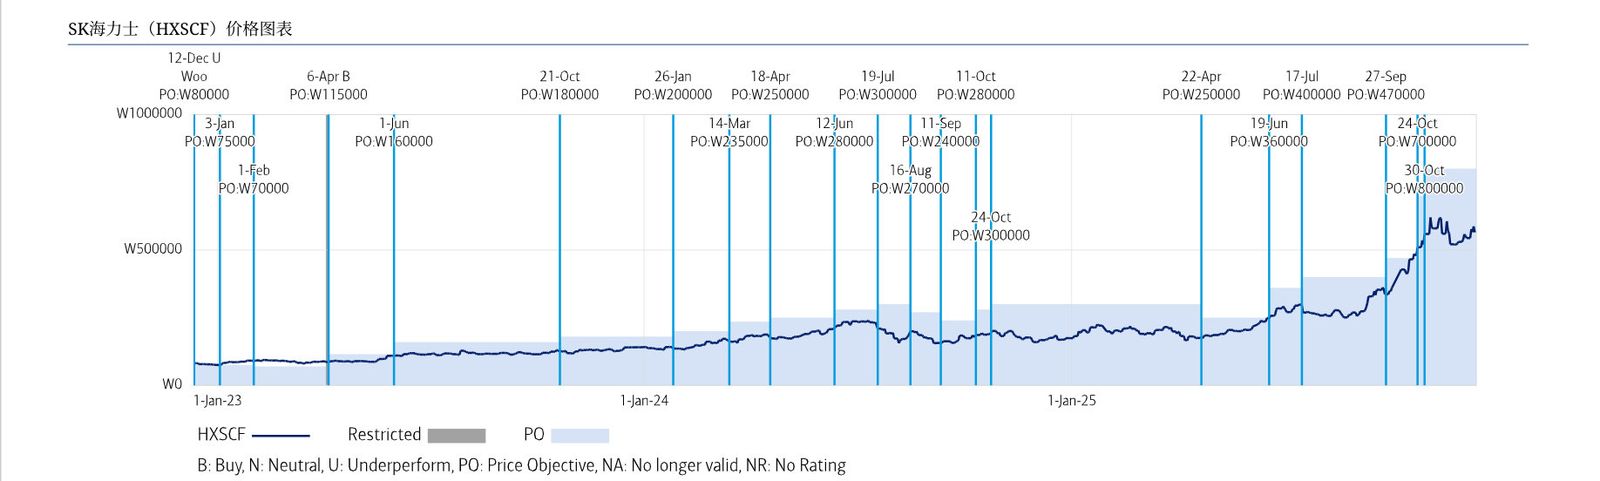 SK海力士（HXSCF）价格图表
12-Dec U
Woo
PO:W80000
6-Apr B
PO:W115000
21-Oct
PO:W180000
26-Jan
PO:W200000
18-Apr
PO:W250000
19-Jul
PO:W300000
11-Oct
PO:W280000
22-Apr
PO:W250000
17-Jul
PO:W400000
27-Sep
PO:W470000
W1000000
3-Jan
PO:W75000
1-Jun
PO:W160000
14-Mar
PO:W235000
12-Jun
PO:W280000
11-Sep
PO:W240000
19-Jun
PO:W360000
24-Oct
PO:W700000
1-Feb
PO:W70000
16-Aug
PO:W270000
30-Oct
PO:W800000
24-Oct
PO:W300000
W500000
W0
1-Jan-23
1-Jan-24
1-Jan-25
HXSCF
Restricted
PO
B: Buy, N: Neutral, U: Underperform, PO: Price Objective, NA: No longer valid, NR: No Rating